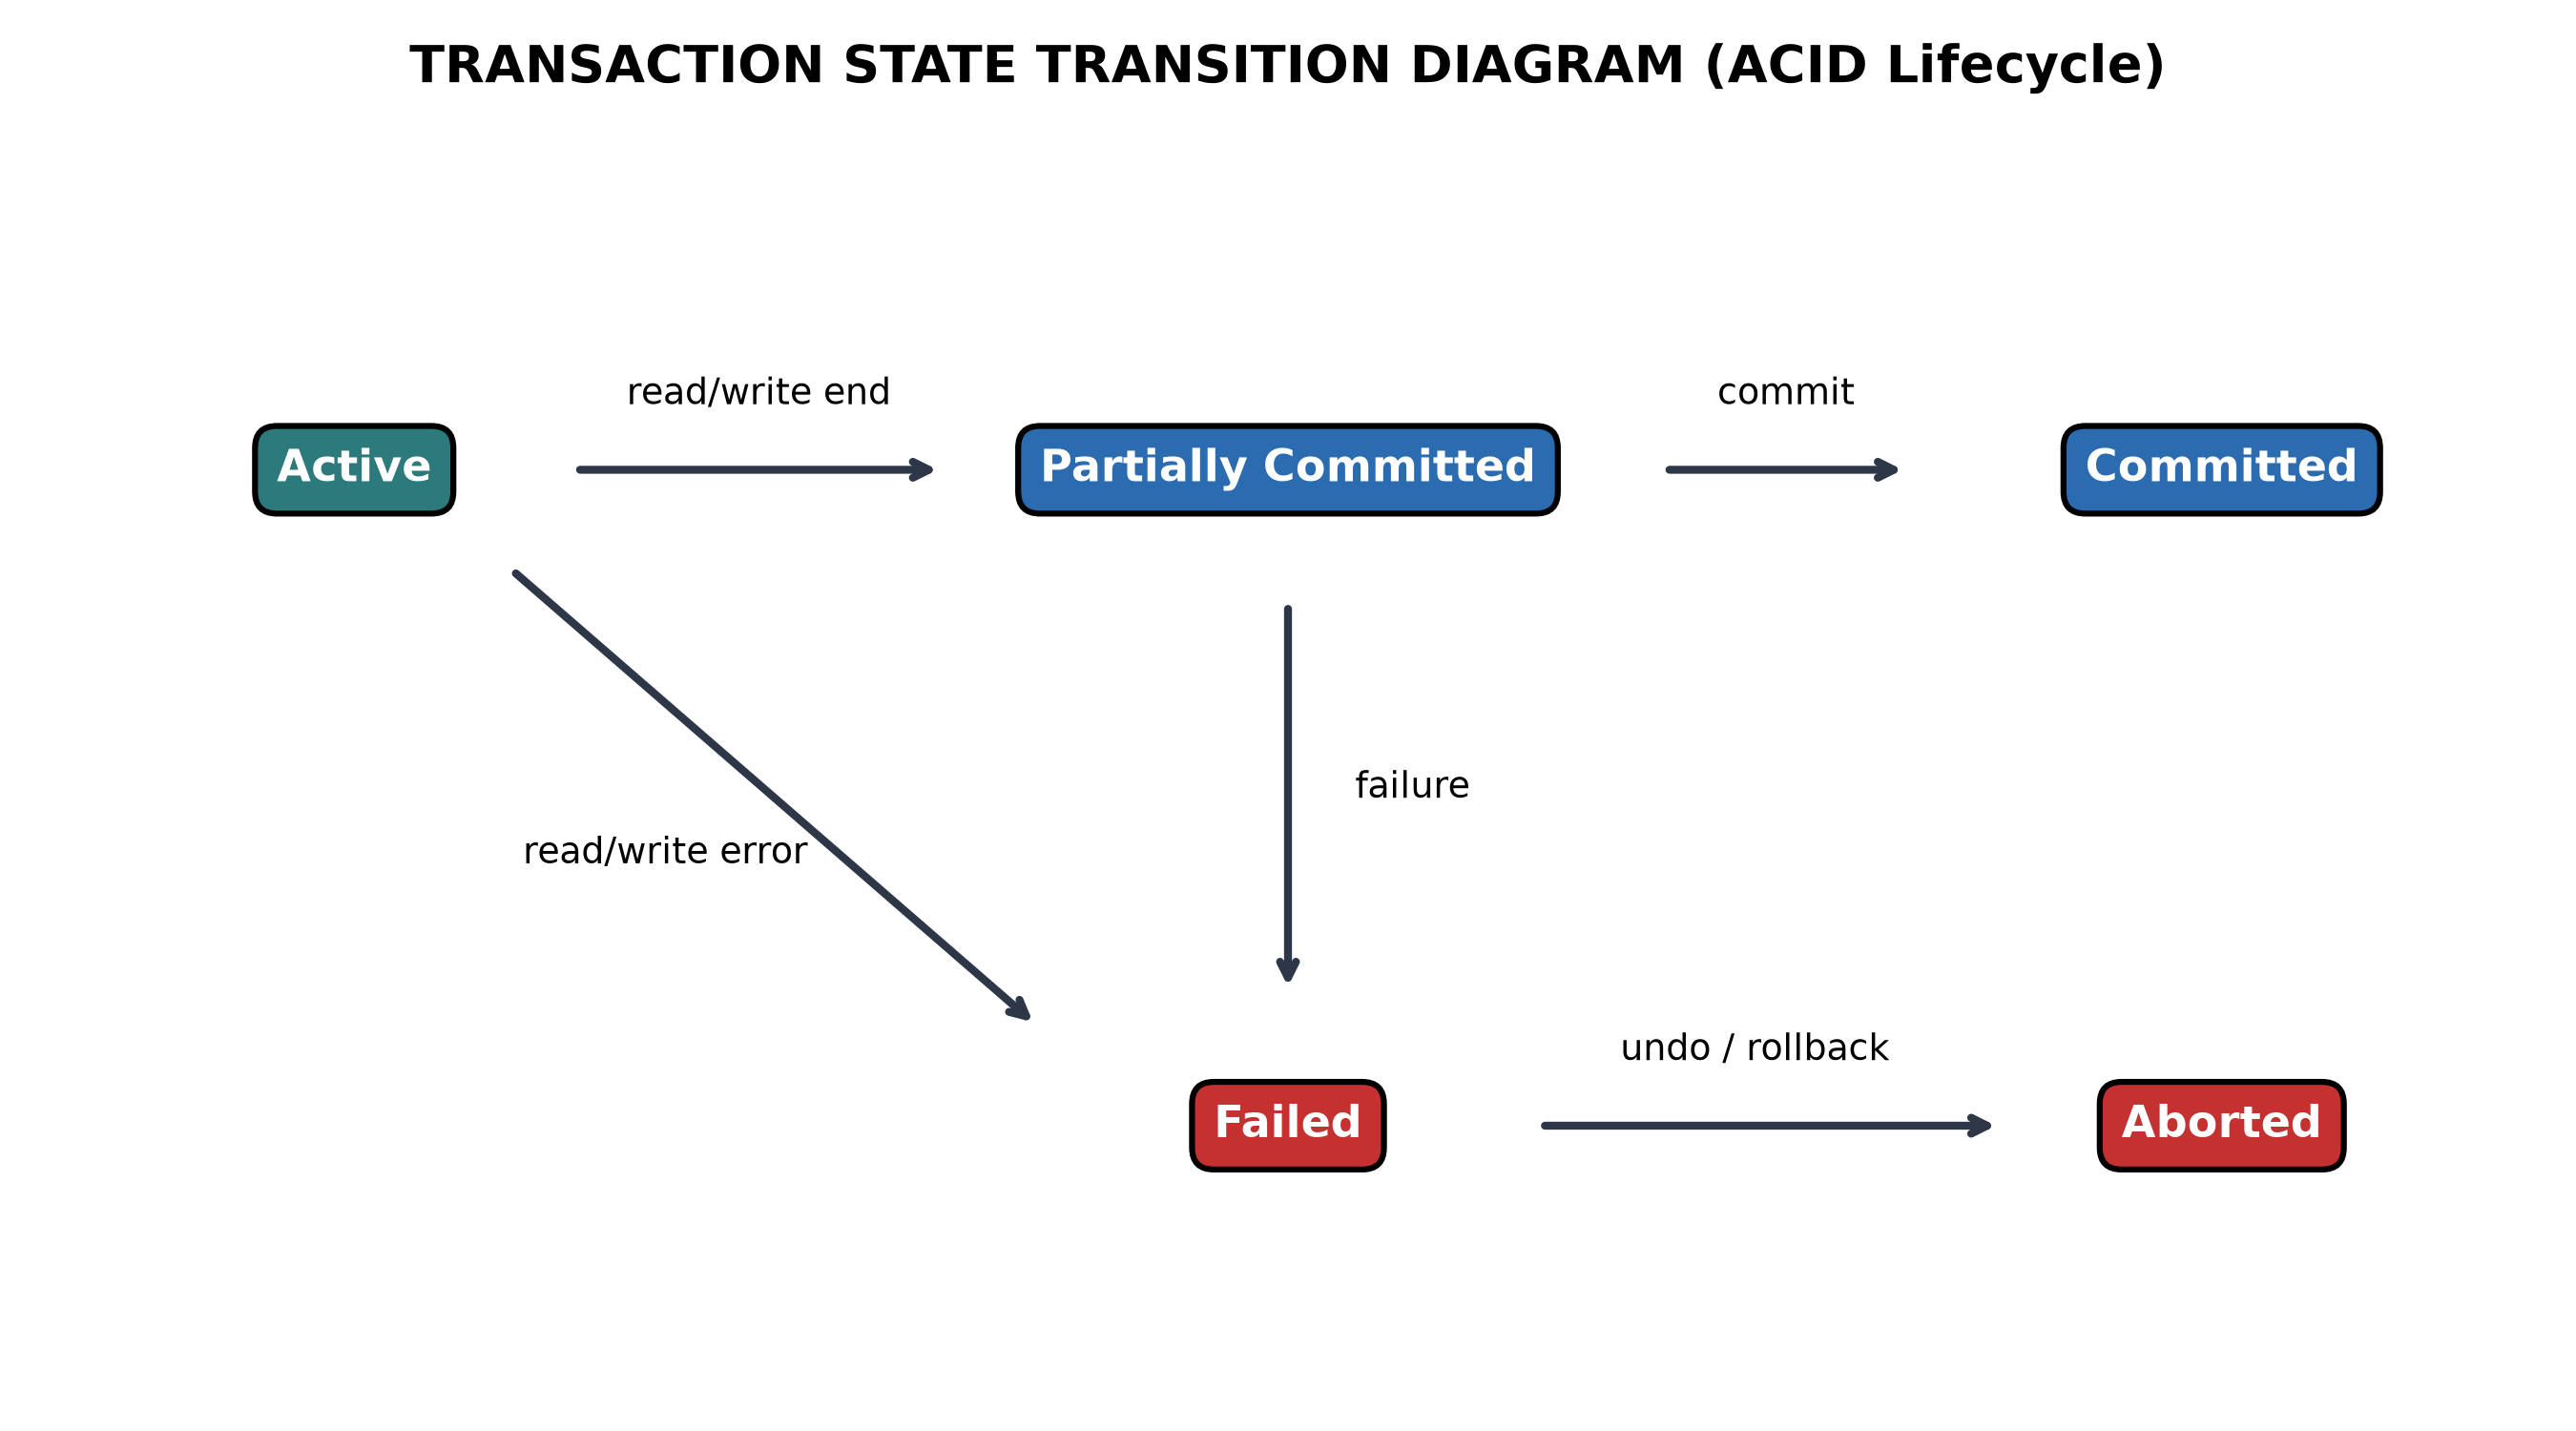 TRANSACTION STATE TRANSITION DIAGRAM (ACID Lifecycle)
read/write end
commit
Active
Partially Committed
Committed
failure
read/write error
undo / rollback
Failed
Aborted